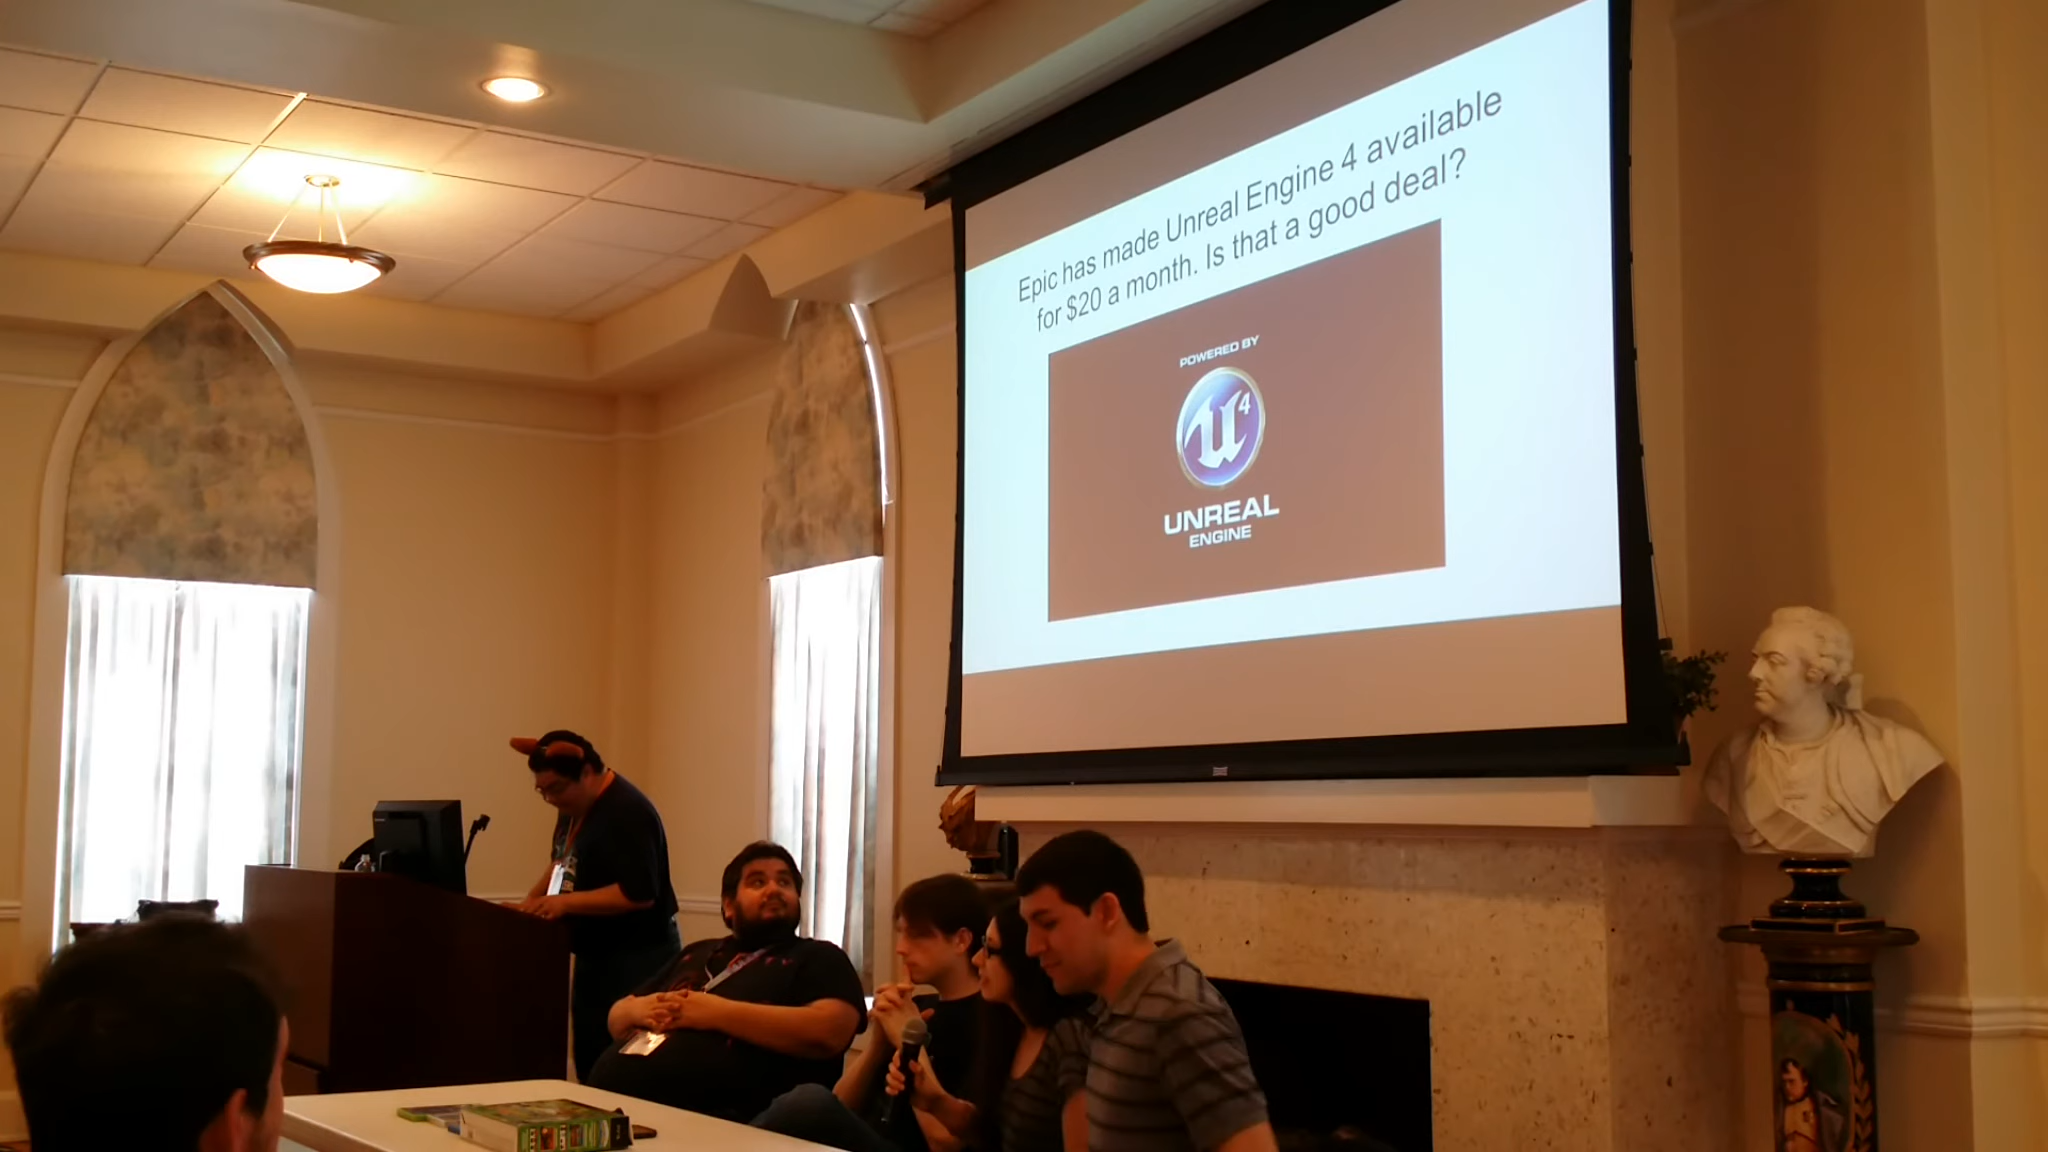 Epic has made Unreal Engine 4 available
for $20 a month. Is that a good deal?
POWERED BY
U4
UNREAL
ENGINE